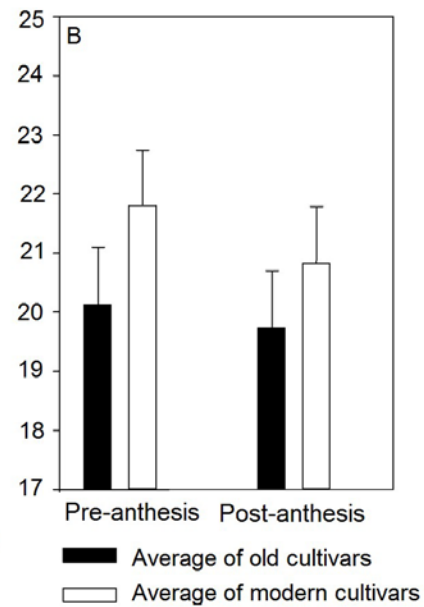 25
B
24
23
22
21
20
19
18
17
Pre-anthesis Post-anthesis
Average of old cultivars
Average of modern cultivars